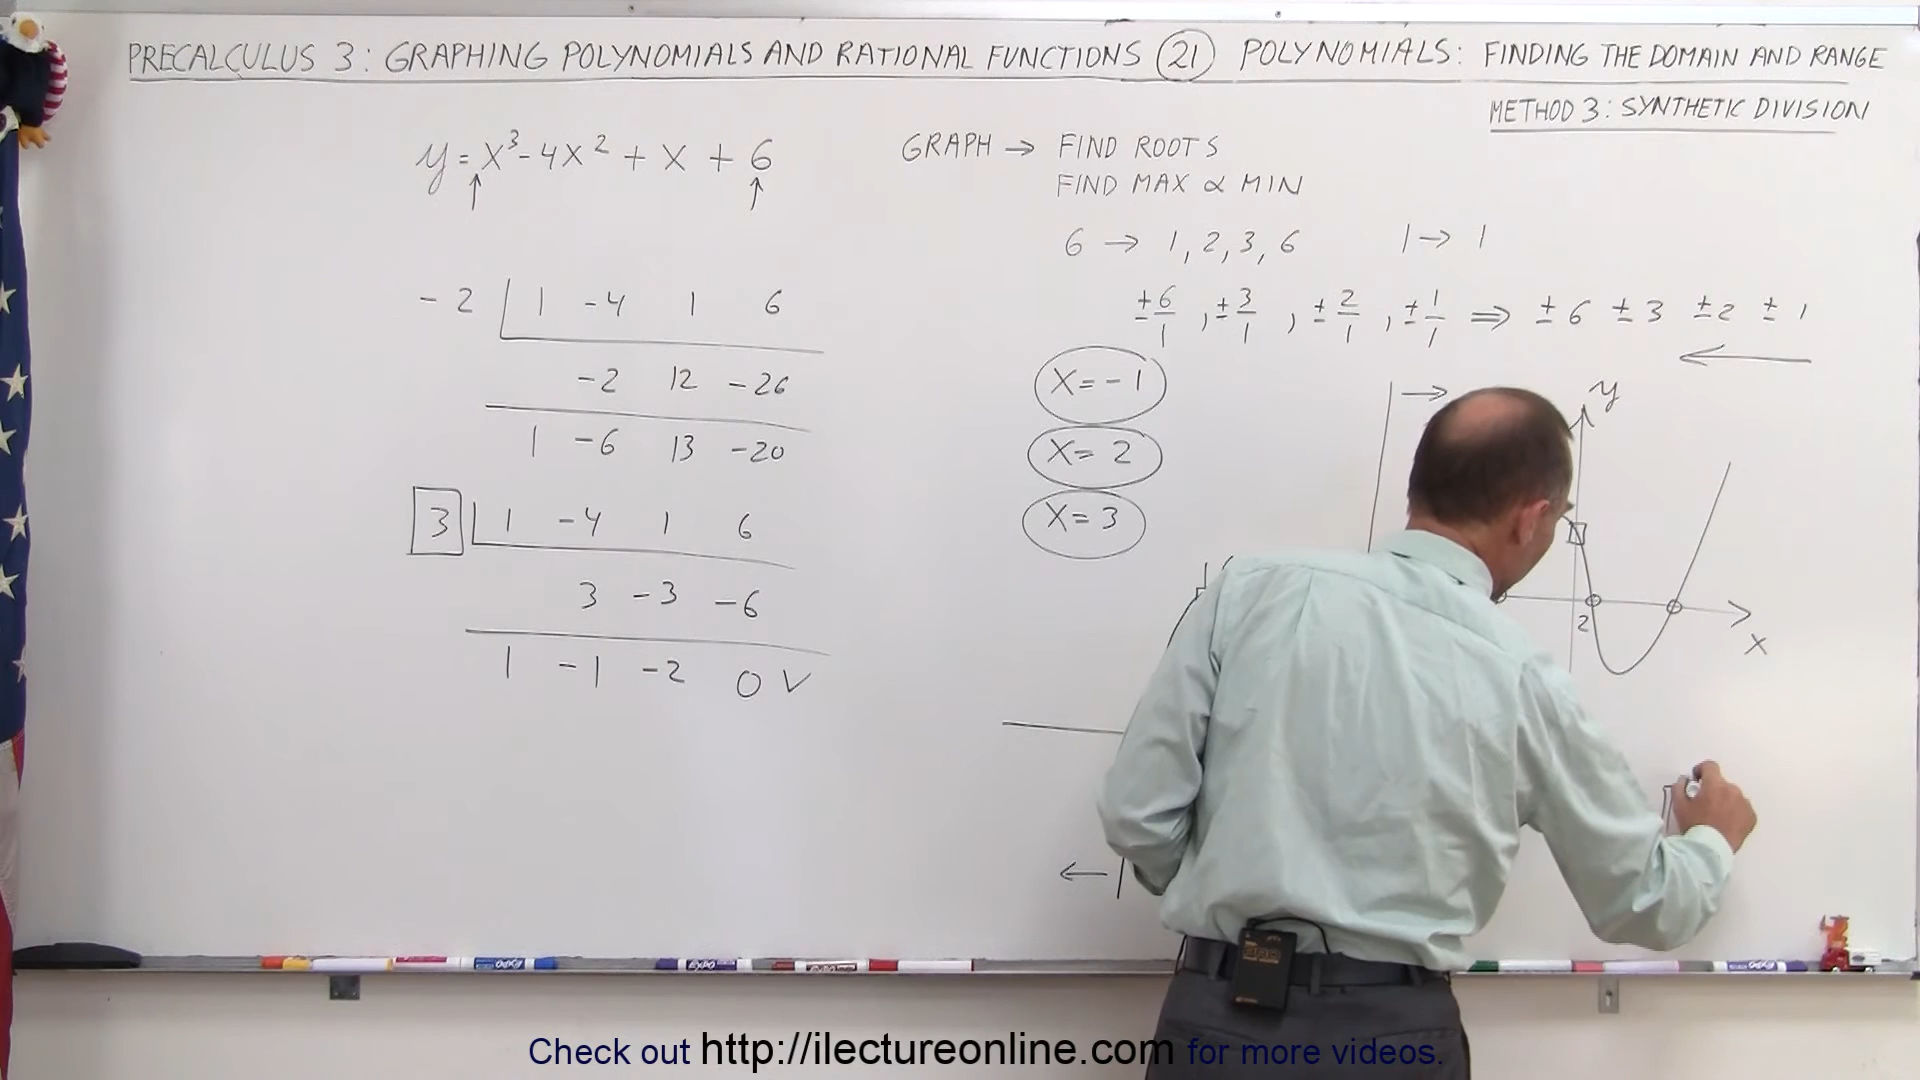 PRECALCULUS 3: GRAPHING POLYNOMIALS AND RATIONAL FUNCTIONS 21 POLYNOMIALS: FINDING THE DOMAIN AND RANGE
METHOD 3: SYNTHETIC DIVISION
y = x³ - 4x² + x + 6
GRAPH → FIND ROOTS
FIND MAX & MIN
6 → 1, 2, 3, 6    1 → 1
±6/1, ±3/1, ±2/1, ±1/1 ⇒ ±6 ±3 ±2 ±1
-2 | 1 -4 1 6
-2 12 -26
1 -6 13 -20
3 | 1 -4 1 6
3 -3 -6
1 -1 -2 0 ✓
X = -1
X = 2
X = 3
y
2
x
EXPO
Check out http://ilectureonline.com for more videos.